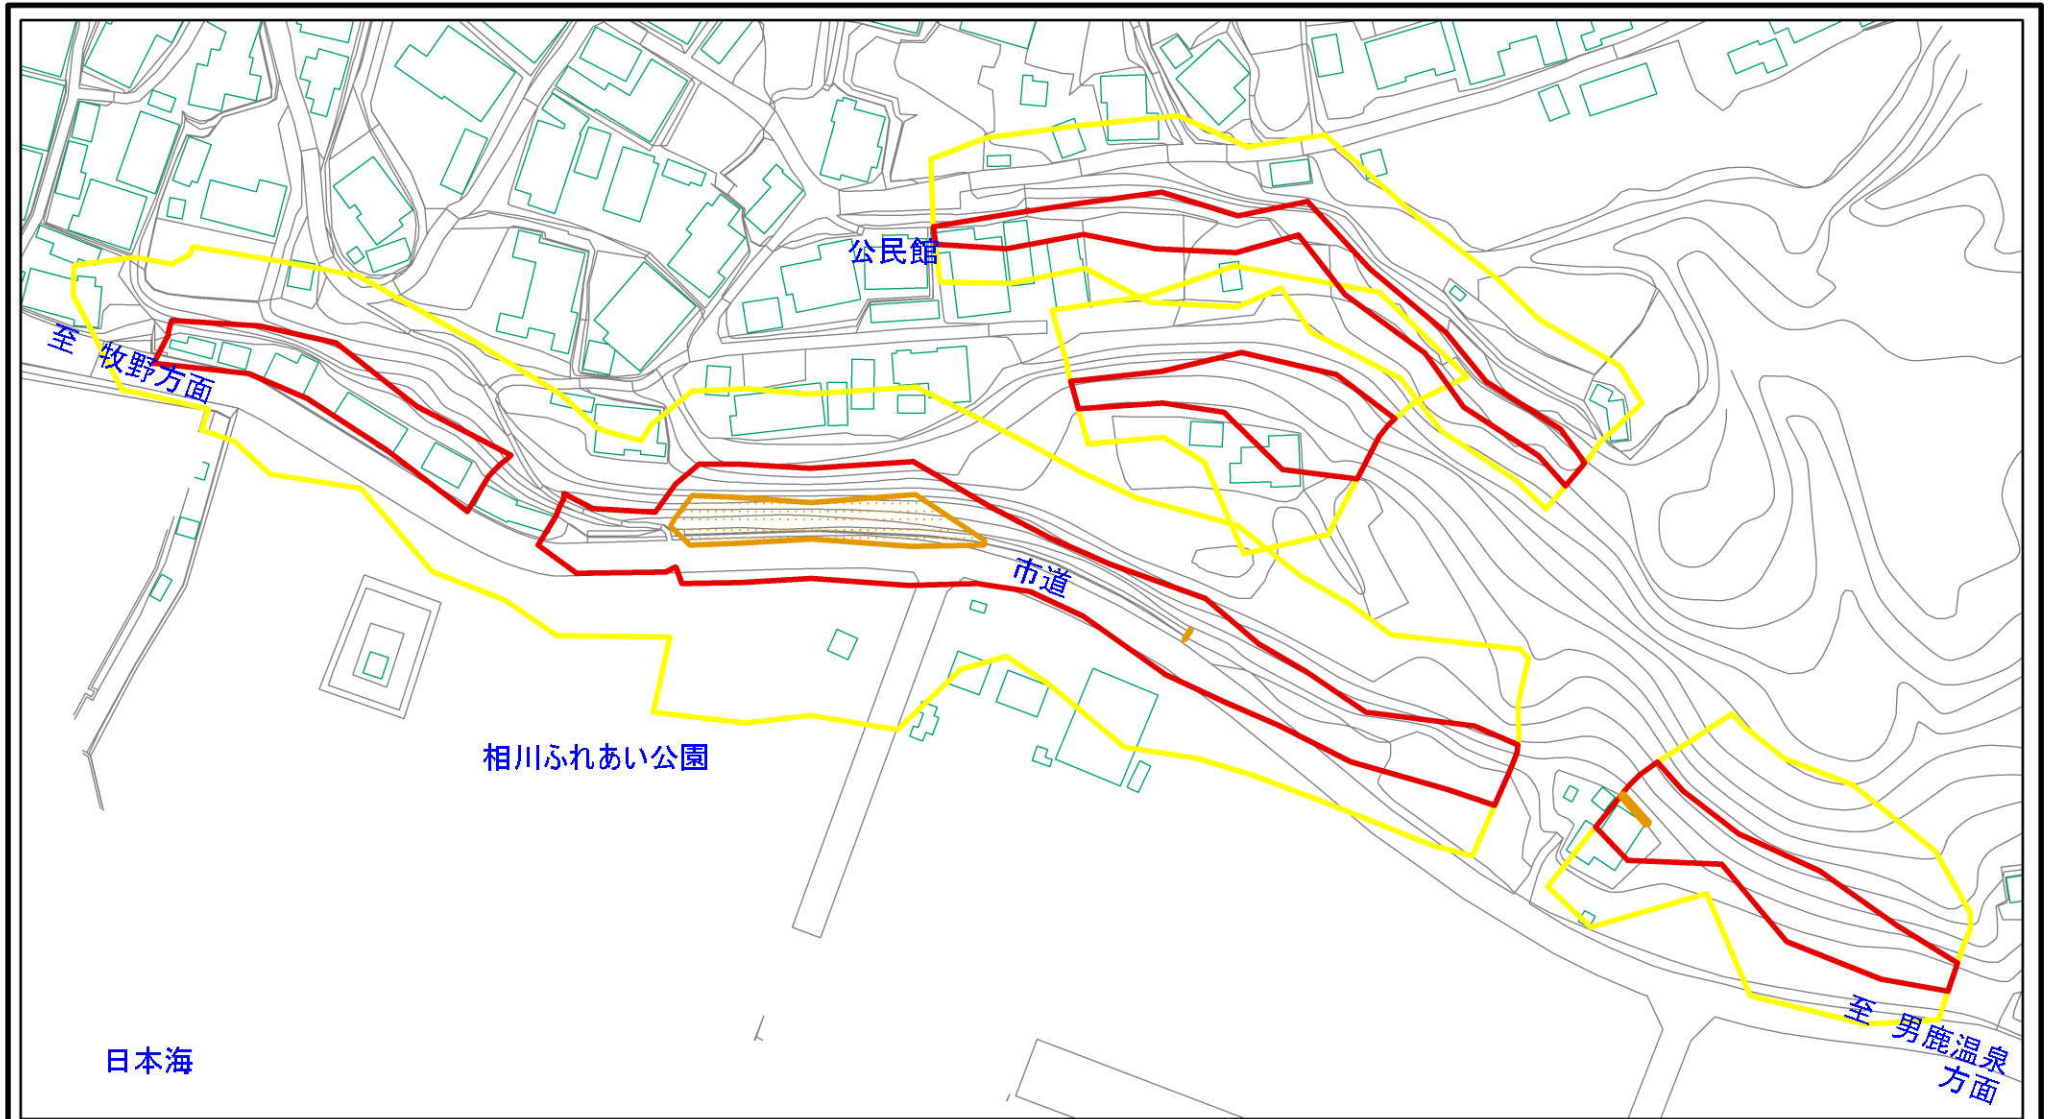 公民館
至 牧野方面
市道
相川ふれあい公園
日本海
至 男鹿温泉
方面